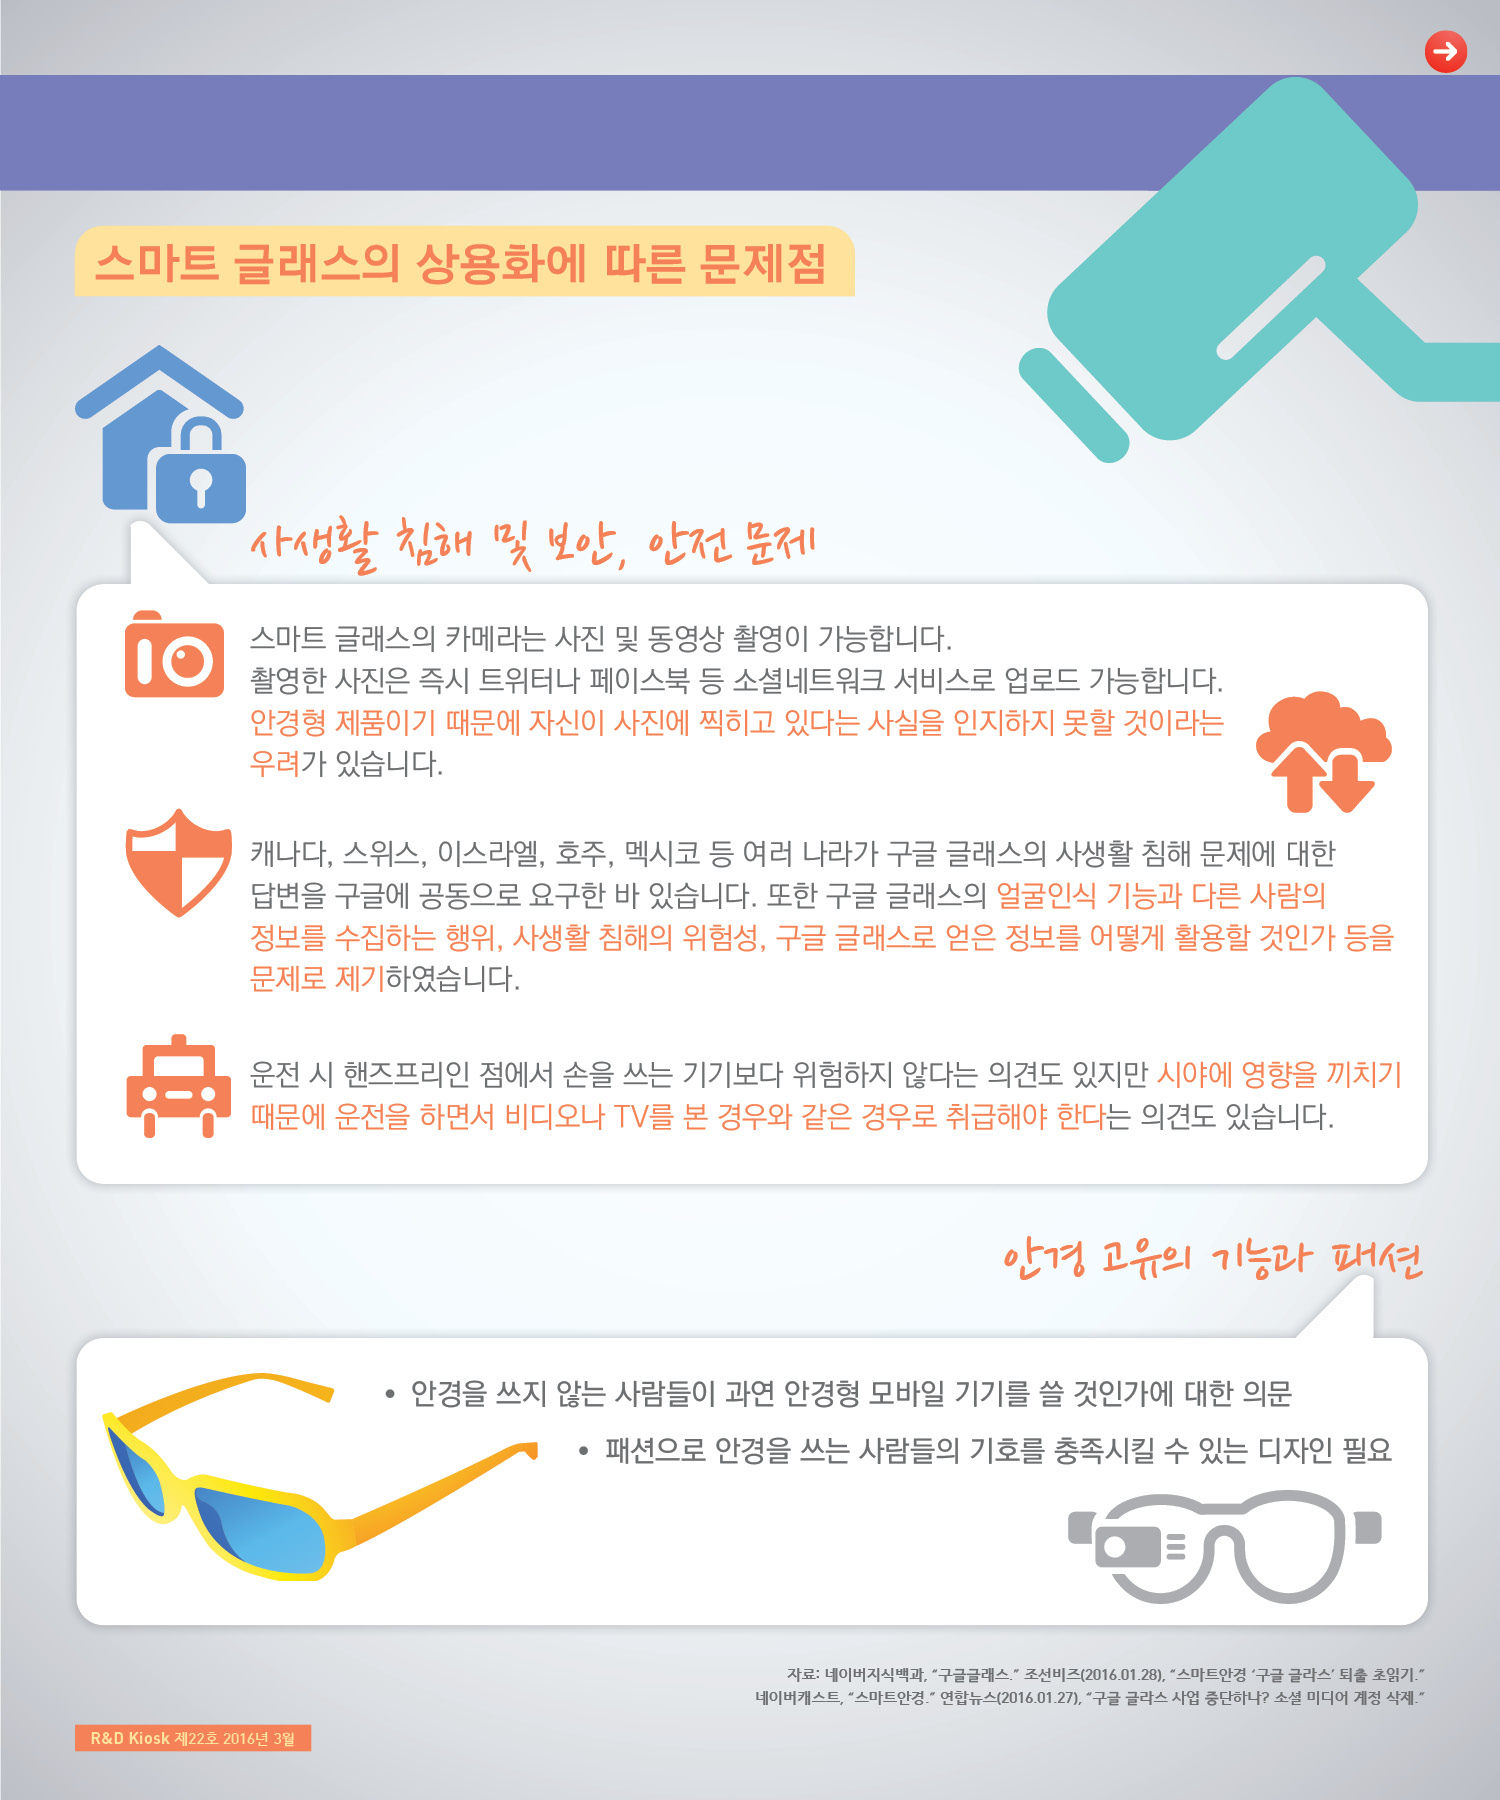 스마트 글래스의 상용화에 따른 문제점
사생활 침해 및 보안, 안전 문제
스마트 글래스의 카메라는 사진 및 동영상 촬영이 가능합니다.
촬영한 사진은 즉시 트위터나 페이스북 등 소셜네트워크 서비스로 업로드 가능합니다.
안경형 제품이기 때문에 자신이 사진에 찍히고 있다는 사실을 인지하지 못할 것이라는
우려가 있습니다.
캐나다, 스위스, 이스라엘, 호주, 멕시코 등 여러 나라가 구글 글래스의 사생활 침해 문제에 대한
답변을 구글에 공동으로 요구한 바 있습니다. 또한 구글 글래스의 얼굴인식 기능과 다른 사람의
정보를 수집하는 행위, 사생활 침해의 위험성, 구글 글래스로 얻은 정보를 어떻게 활용할 것인가 등을
문제로 제기하였습니다.
운전 시 핸즈프리인 점에서 손을 쓰는 기기보다 위험하지 않다는 의견도 있지만 시야에 영향을 끼치기
때문에 운전을 하면서 비디오나 TV를 본 경우와 같은 경우로 취급해야 한다는 의견도 있습니다.
안경 고유의 기능과 패션
• 안경을 쓰지 않는 사람들이 과연 안경형 모바일 기기를 쓸 것인가에 대한 의문
• 패션으로 안경을 쓰는 사람들의 기호를 충족시킬 수 있는 디자인 필요
자료: 네이버지식백과, “구글글래스.” 조선비즈(2016.01.28), “스마트안경 ‘구글 글라스’ 퇴출 초읽기.”
네이버캐스트, “스마트안경.” 연합뉴스(2016.01.27), “구글 글라스 사업 중단하나? 소셜 미디어 계정 삭제.”
R&D Kiosk 제22호 2016년 3월